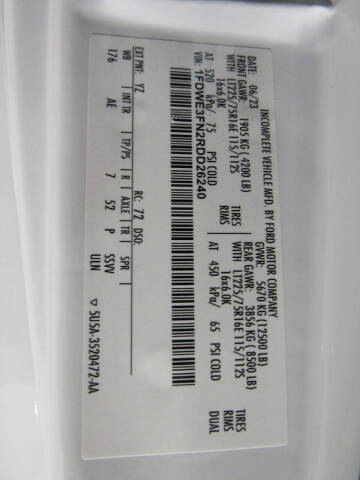 INCOMPLETE VEHICLE MFD. BY FORD MOTOR COMPANY
06/23 GVWR: 5670 KG (12500 LB)
FRONT GAWR: 1905 KG (4200 LB) REAR GAWR: 3856 KG (8500 LB)
WITH LT225/75R16E 115/112S TIRES WITH LT225/75R16E 115/112S TIRES
16x6.0K RIMS 16x6.0K RIMS
AT 520 kPa/ 75 PSI COLD AT 450 kPa/ 65 PSI COLD DUAL
VIN: 1FDWE3FN2RDD26240
EXT PNT: YZ RC: 72 DSO:
WB INT TR TP/PS R AXLE TR SPR
176 AE 7 52 P SSVV
ULN
▽ 5U5A-3520472-AA